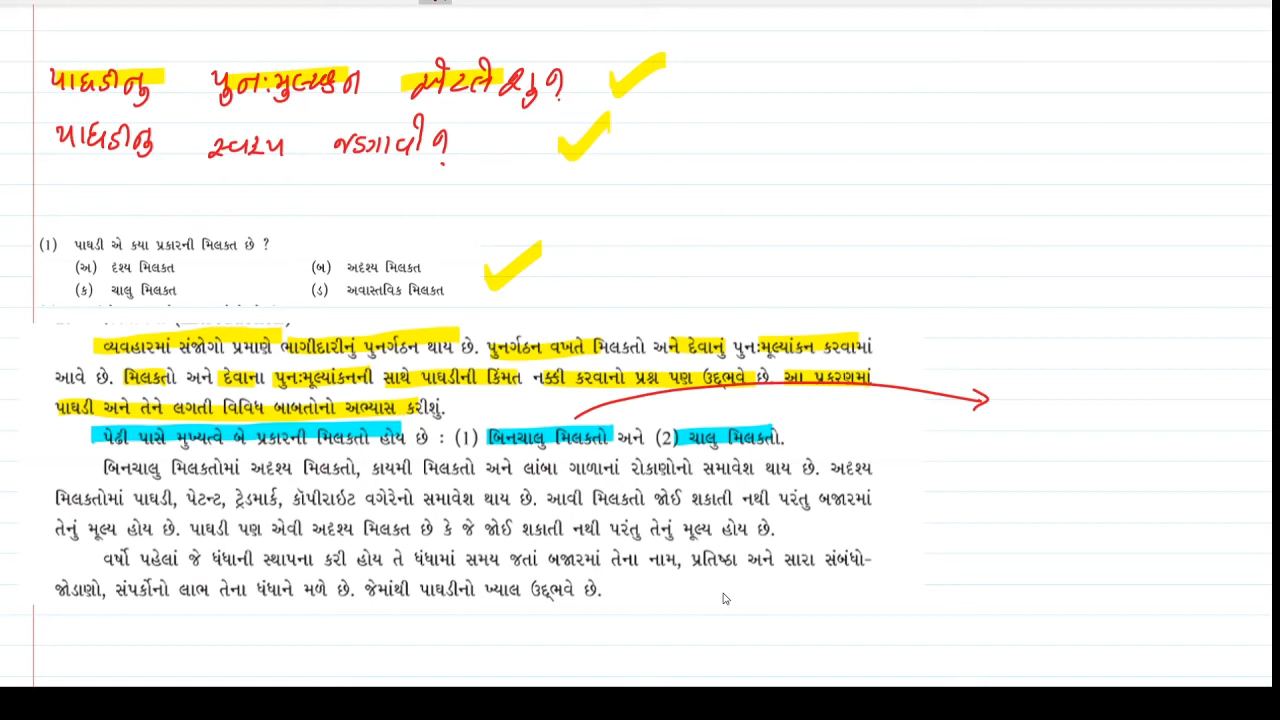 પાઘડીનુ પુન:મુલ્યાકન એટલે શુ?
પાઘડીનુ સ્વરૂપ જણાવો?
(1) પાઘડી એ કયા પ્રકારની મિલકત છે ?
(અ) દૃશ્ય મિલકત (બ) અદૃશ્ય મિલકત
(ક) ચાલુ મિલકત (ડ) અવાસ્તવિક મિલકત
વ્યવહારમાં સંજોગો પ્રમાણે ભાગીદારીનું પુનર્ગઠન થાય છે. પુનર્ગઠન વખતે મિલકતો અને દેવાનું પુનઃમૂલ્યાંકન કરવામાં
આવે છે. મિલકતો અને દેવાના પુનઃમૂલ્યાંકનની સાથે પાઘડીની કિંમત નક્કી કરવાનો પ્રશ્ન પણ ઉદ્ભવે છે. આ પ્રકરણમાં
પાઘડી અને તેને લગતી વિવિધ બાબતોનો અભ્યાસ કરીશું.
પેઢી પાસે મુખ્યત્વે બે પ્રકારની મિલકતો હોય છે : (1) બિનચાલુ મિલકતો અને (2) ચાલુ મિલકતો.
બિનચાલુ મિલકતોમાં અદૃશ્ય મિલકતો, કાયમી મિલકતો અને લાંબા ગાળાનાં રોકાણોનો સમાવેશ થાય છે. અદૃશ્ય
મિલકતોમાં પાઘડી, પેટન્ટ, ટ્રેડમાર્ક, કૉપીરાઇટ વગેરેનો સમાવેશ થાય છે. આવી મિલકતો જોઈ શકાતી નથી પરંતુ બજારમાં
તેનું મૂલ્ય હોય છે. પાઘડી પણ એવી અદૃશ્ય મિલકત છે કે જે જોઈ શકાતી નથી પરંતુ તેનું મૂલ્ય હોય છે.
વર્ષો પહેલાં જે ધંધાની સ્થાપના કરી હોય તે ધંધામાં સમય જતાં બજારમાં તેના નામ, પ્રતિષ્ઠા અને સારા સંબંધો-
જોડાણો, સંપર્કોનો લાભ તેના ધંધાને મળે છે. જેમાંથી પાઘડીનો ખ્યાલ ઉદ્ભવે છે.